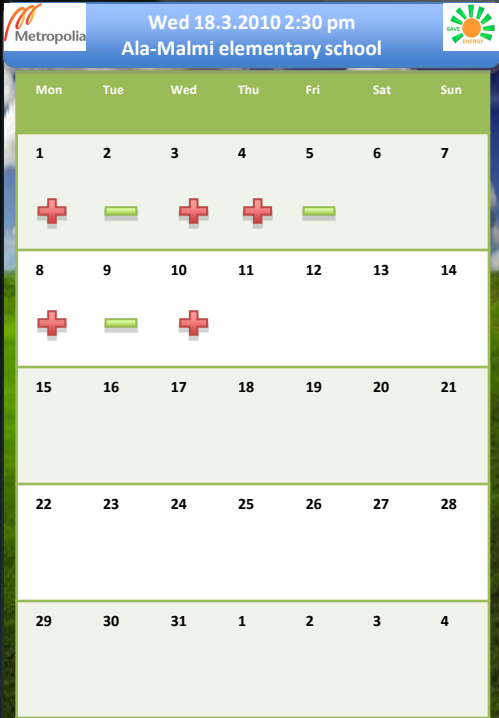 Metropolia
Wed 18.3.2010 2:30 pm
Ala-Malmi elementary school
SAVE
ENERGY
Mon Tue Wed Thu Fri Sat Sun
1 2 3 4 5 6 7
8 9 10 11 12 13 14
15 16 17 18 19 20 21
22 23 24 25 26 27 28
29 30 31 1 2 3 4